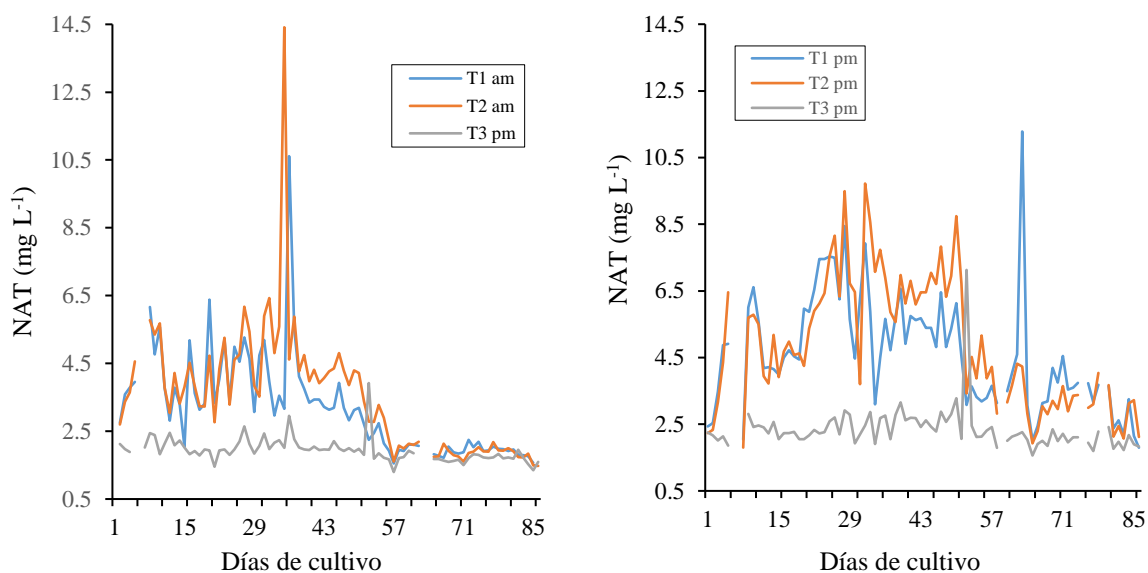 14.5
12.5
10.5
8.5
6.5
4.5
2.5
0.5
NAT (mg L-1)
T1 am
T2 am
T3 pm
1 15 29 43 57 71 85
Días de cultivo
14.5
12.5
10.5
8.5
6.5
4.5
2.5
0.5
NAT (mg L-1)
T1 pm
T2 pm
T3 pm
1 15 29 43 57 71 85
Días de cultivo